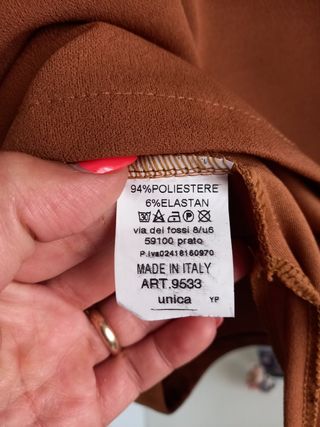 94%POLIESTERE
6%ELASTAN
via dei fossi 8/u6
59100 prato
P.iva02418160970
MADE IN ITALY
ART.9533
unica YP